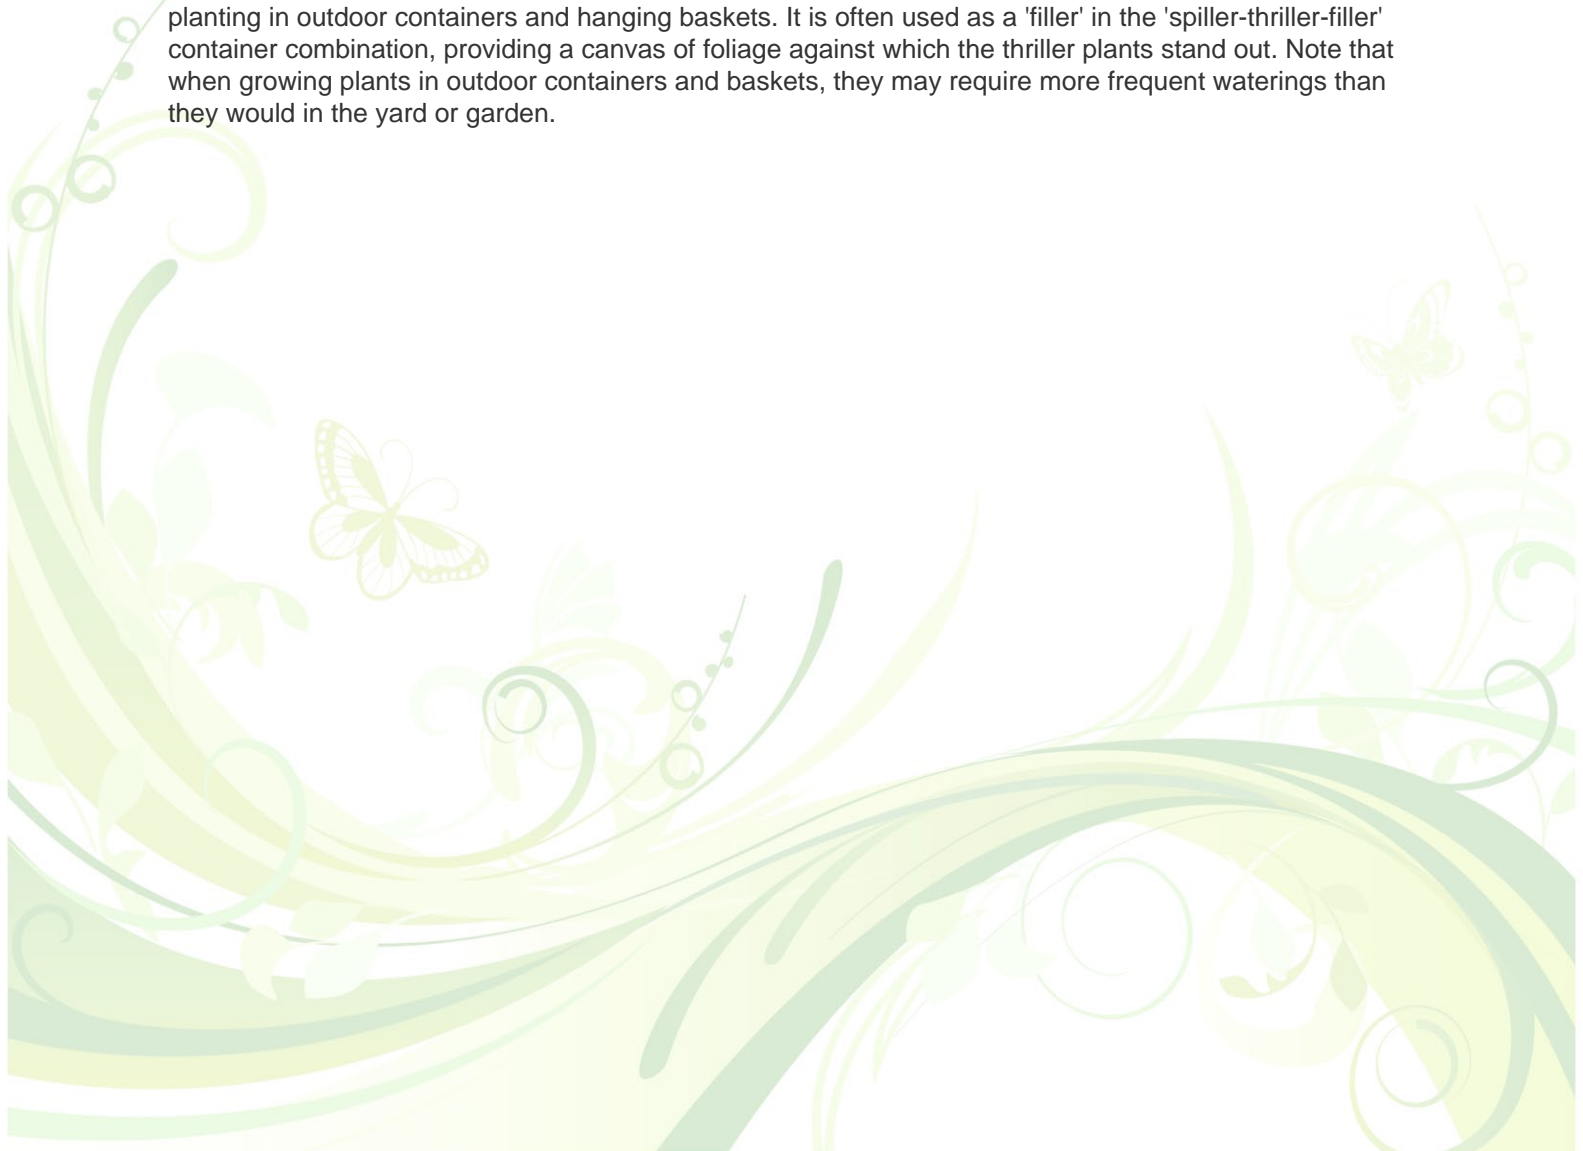 planting in outdoor containers and hanging baskets. It is often used as a 'filler' in the 'spiller-thriller-filler'
container combination, providing a canvas of foliage against which the thriller plants stand out. Note that
when growing plants in outdoor containers and baskets, they may require more frequent waterings than
they would in the yard or garden.